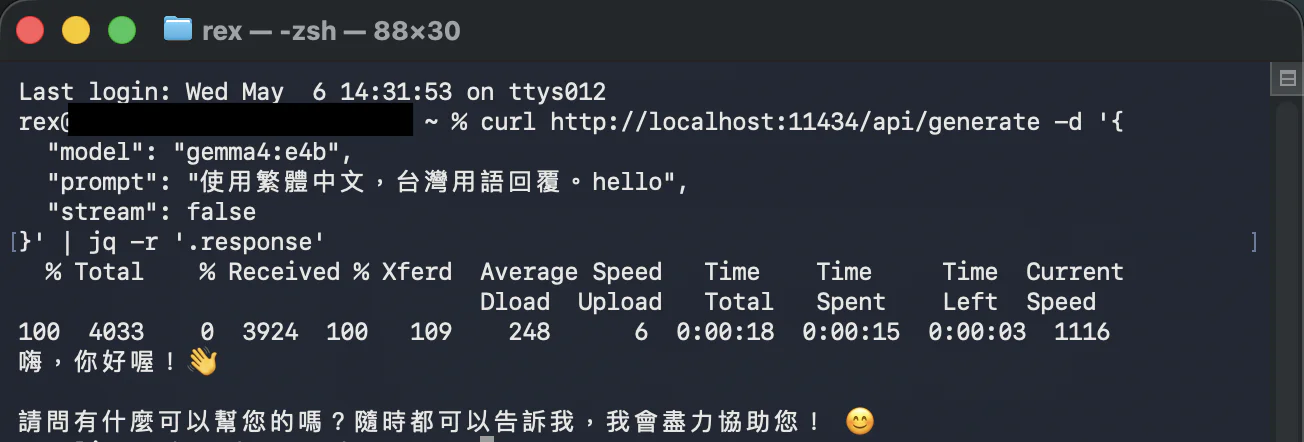 rex — -zsh — 88×30
Last login: Wed May  6 14:31:53 on ttys012
rex@ ~ % curl http://localhost:11434/api/generate -d '{
  "model": "gemma4:e4b",
  "prompt": "使用繁體中文，台灣用語回覆。hello",
  "stream": false
[}' | jq -r '.response' ]
  % Total    % Received % Xferd  Average Speed   Time    Time     Time  Current
                                 Dload  Upload   Total   Spent    Left  Speed
100  4033    0  3924  100   109    248      6  0:00:18  0:00:15  0:00:03  1116
嗨，你好喔！👋
請問有什麼可以幫您的嗎？隨時都可以告訴我，我會盡力協助您！ 😊